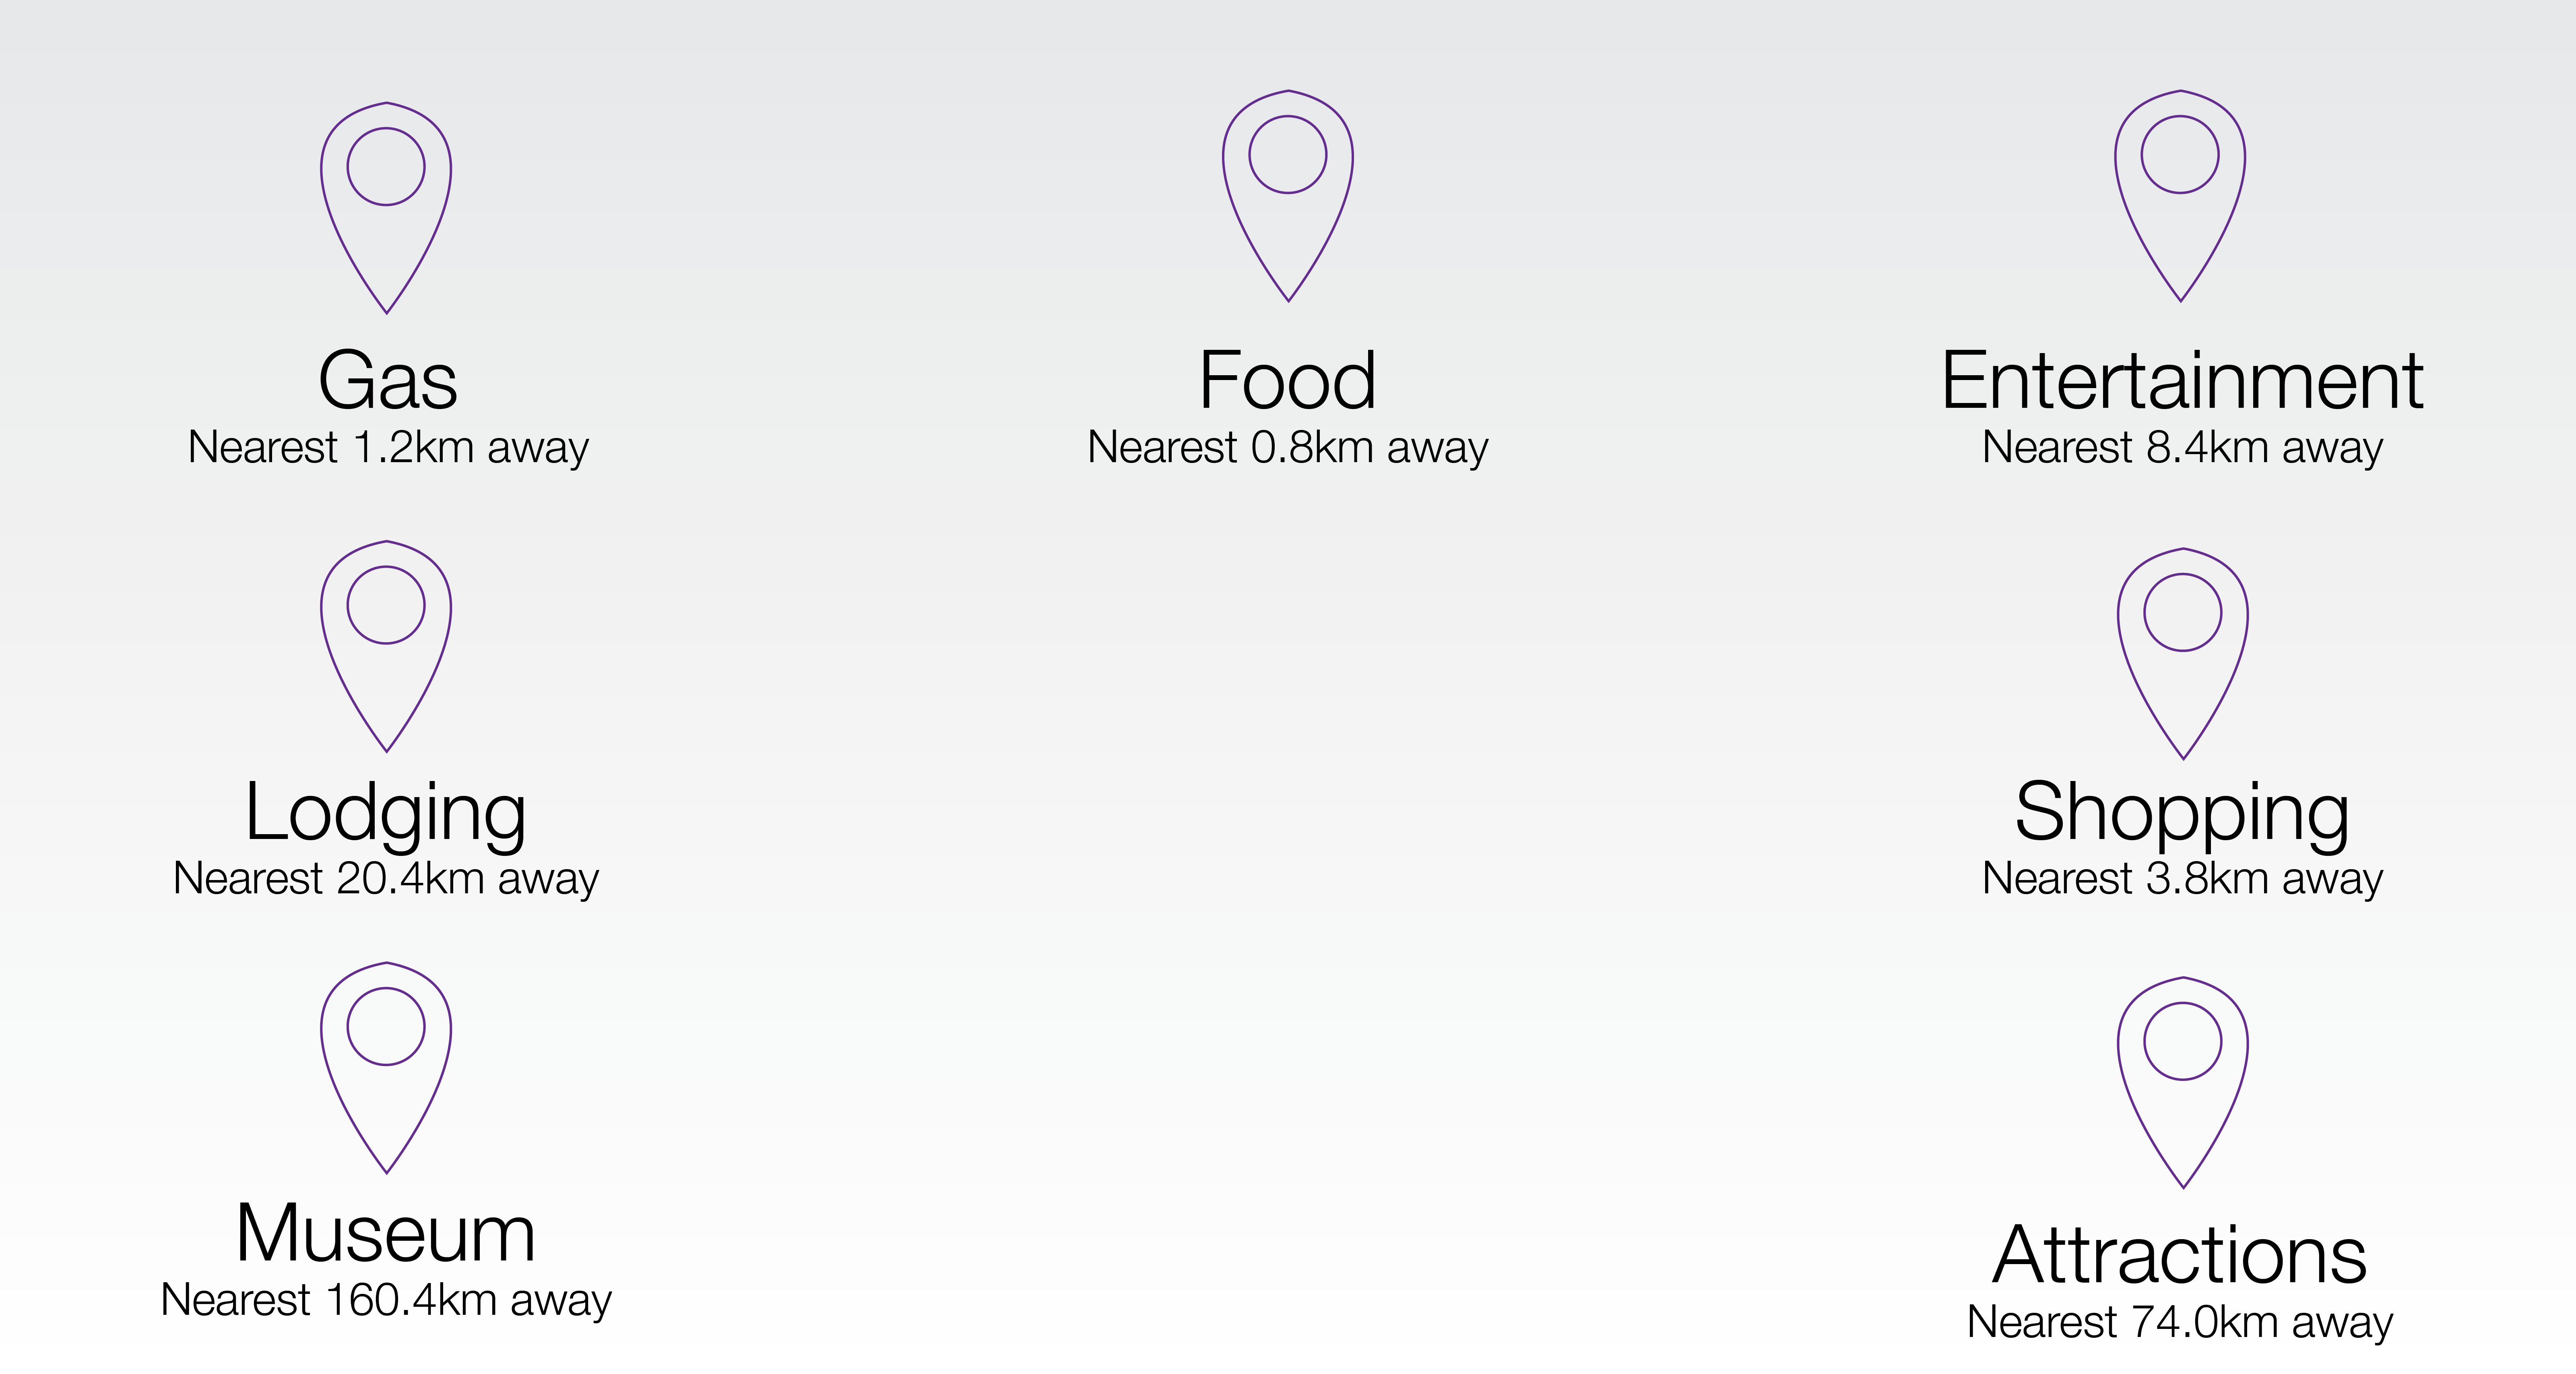 Gas
Nearest 1.2km away
Food
Nearest 0.8km away
Entertainment
Nearest 8.4km away
Lodging
Nearest 20.4km away
Shopping
Nearest 3.8km away
Museum
Nearest 160.4km away
Attractions
Nearest 74.0km away